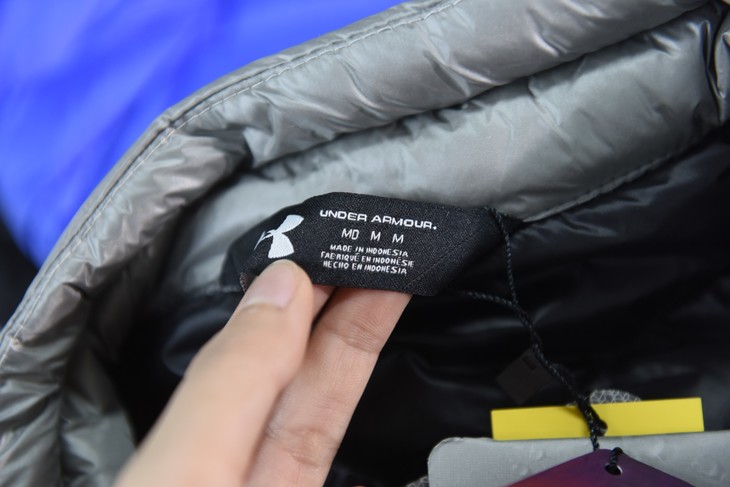 UNDER ARMOUR.
MD M M
MADE IN INDONESIA
FABRIQUÉ EN INDONÉSIE
HECHO EN INDONESIA